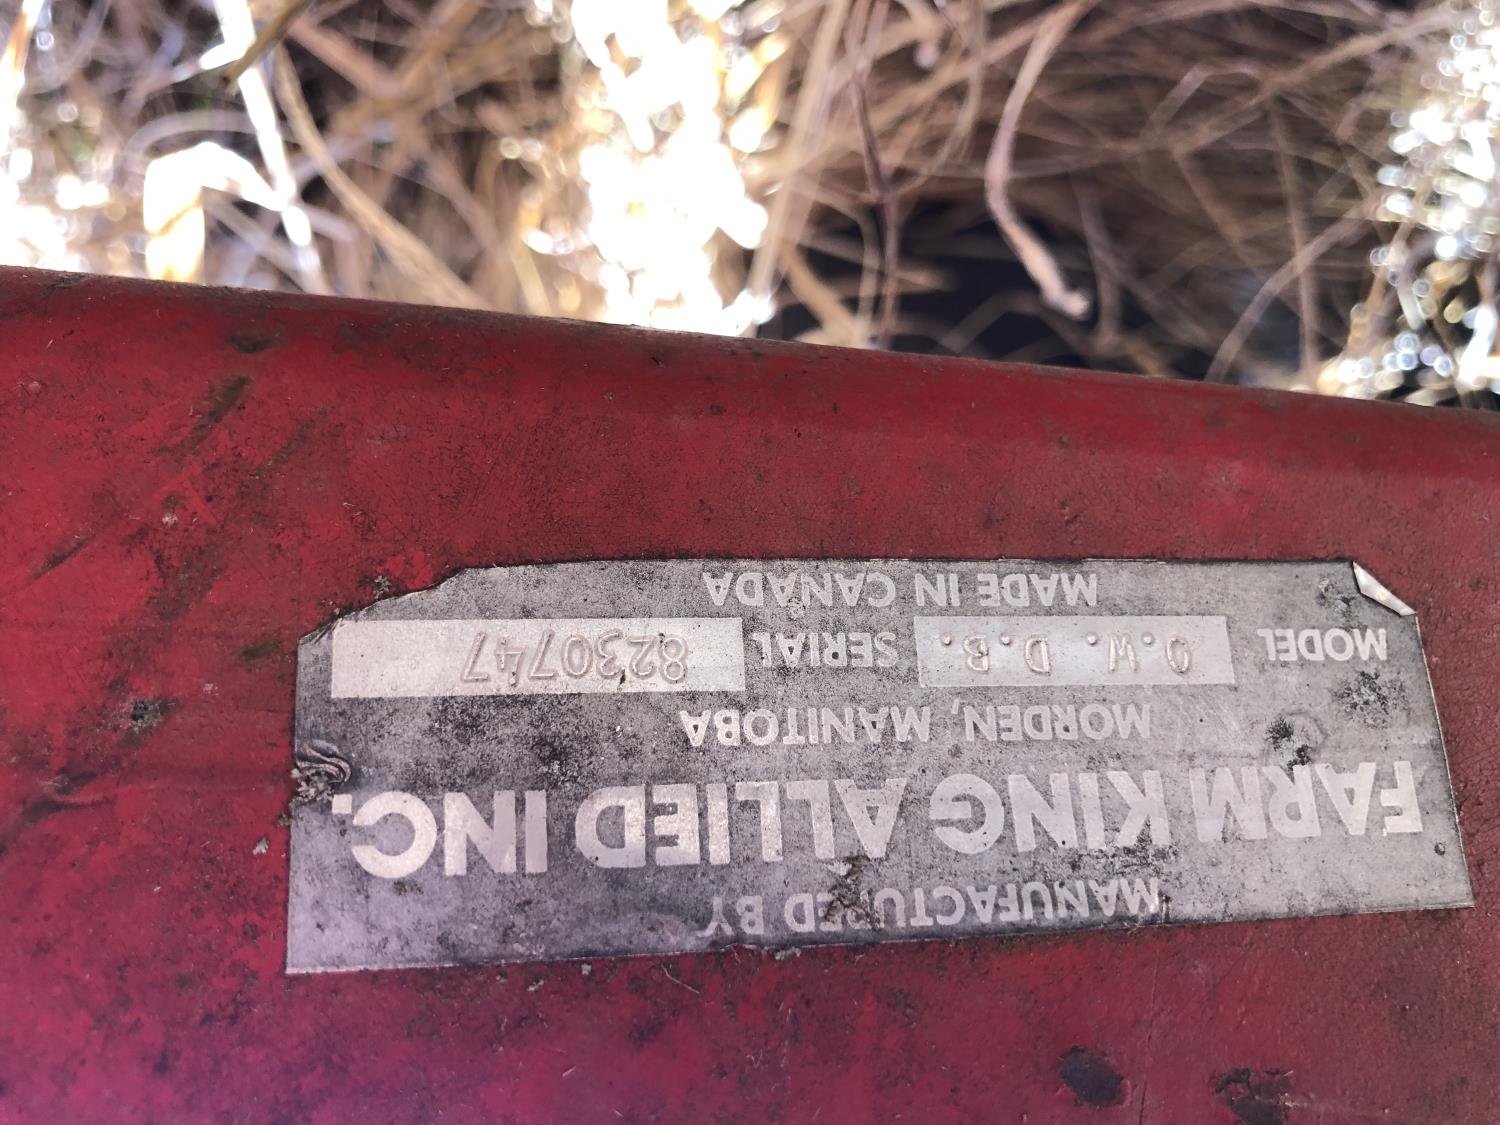 MANUFACTURED BY
FARM KING ALLIED INC.
MORDEN, MANITOBA
MODEL O.W. D.B. SERIAL 8230747
MADE IN CANADA